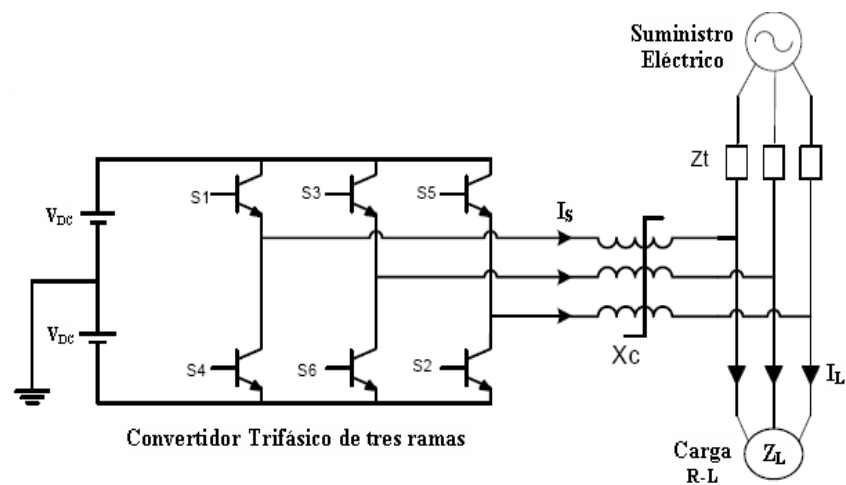 Suministro
Eléctrico
Zt
S1
S3
S5
V_DC
I_S
V_DC
S4
S6
S2
Xc
I_L
Convertidor Trifásico de tres ramas
Carga
R-L
Z_L